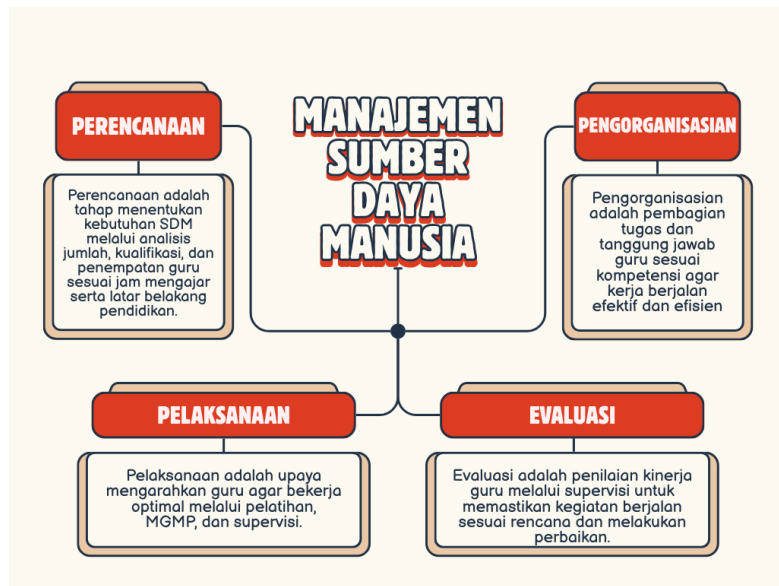 MANAJEMEN
SUMBER
DAYA
MANUSIA
PERENCANAAN
Perencanaan adalah
tahap menentukan
kebutuhan SDM
melalui analisis
jumlah, kualifikasi, dan
penempatan guru
sesuai jam mengajar
serta latar belakang
pendidikan.
PENGORGANISASIAN
Pengorganisasian
adalah pembagian
tugas dan
tanggung jawab
guru sesuai
kompetensi agar
kerja berjalan
efektif dan efisien
PELAKSANAAN
Pelaksanaan adalah upaya
mengarahkan guru agar bekerja
optimal melalui pelatihan,
MGMP, dan supervisi.
EVALUASI
Evaluasi adalah penilaian kinerja
guru melalui supervisi untuk
memastikan kegiatan berjalan
sesuai rencana dan melakukan
perbaikan.